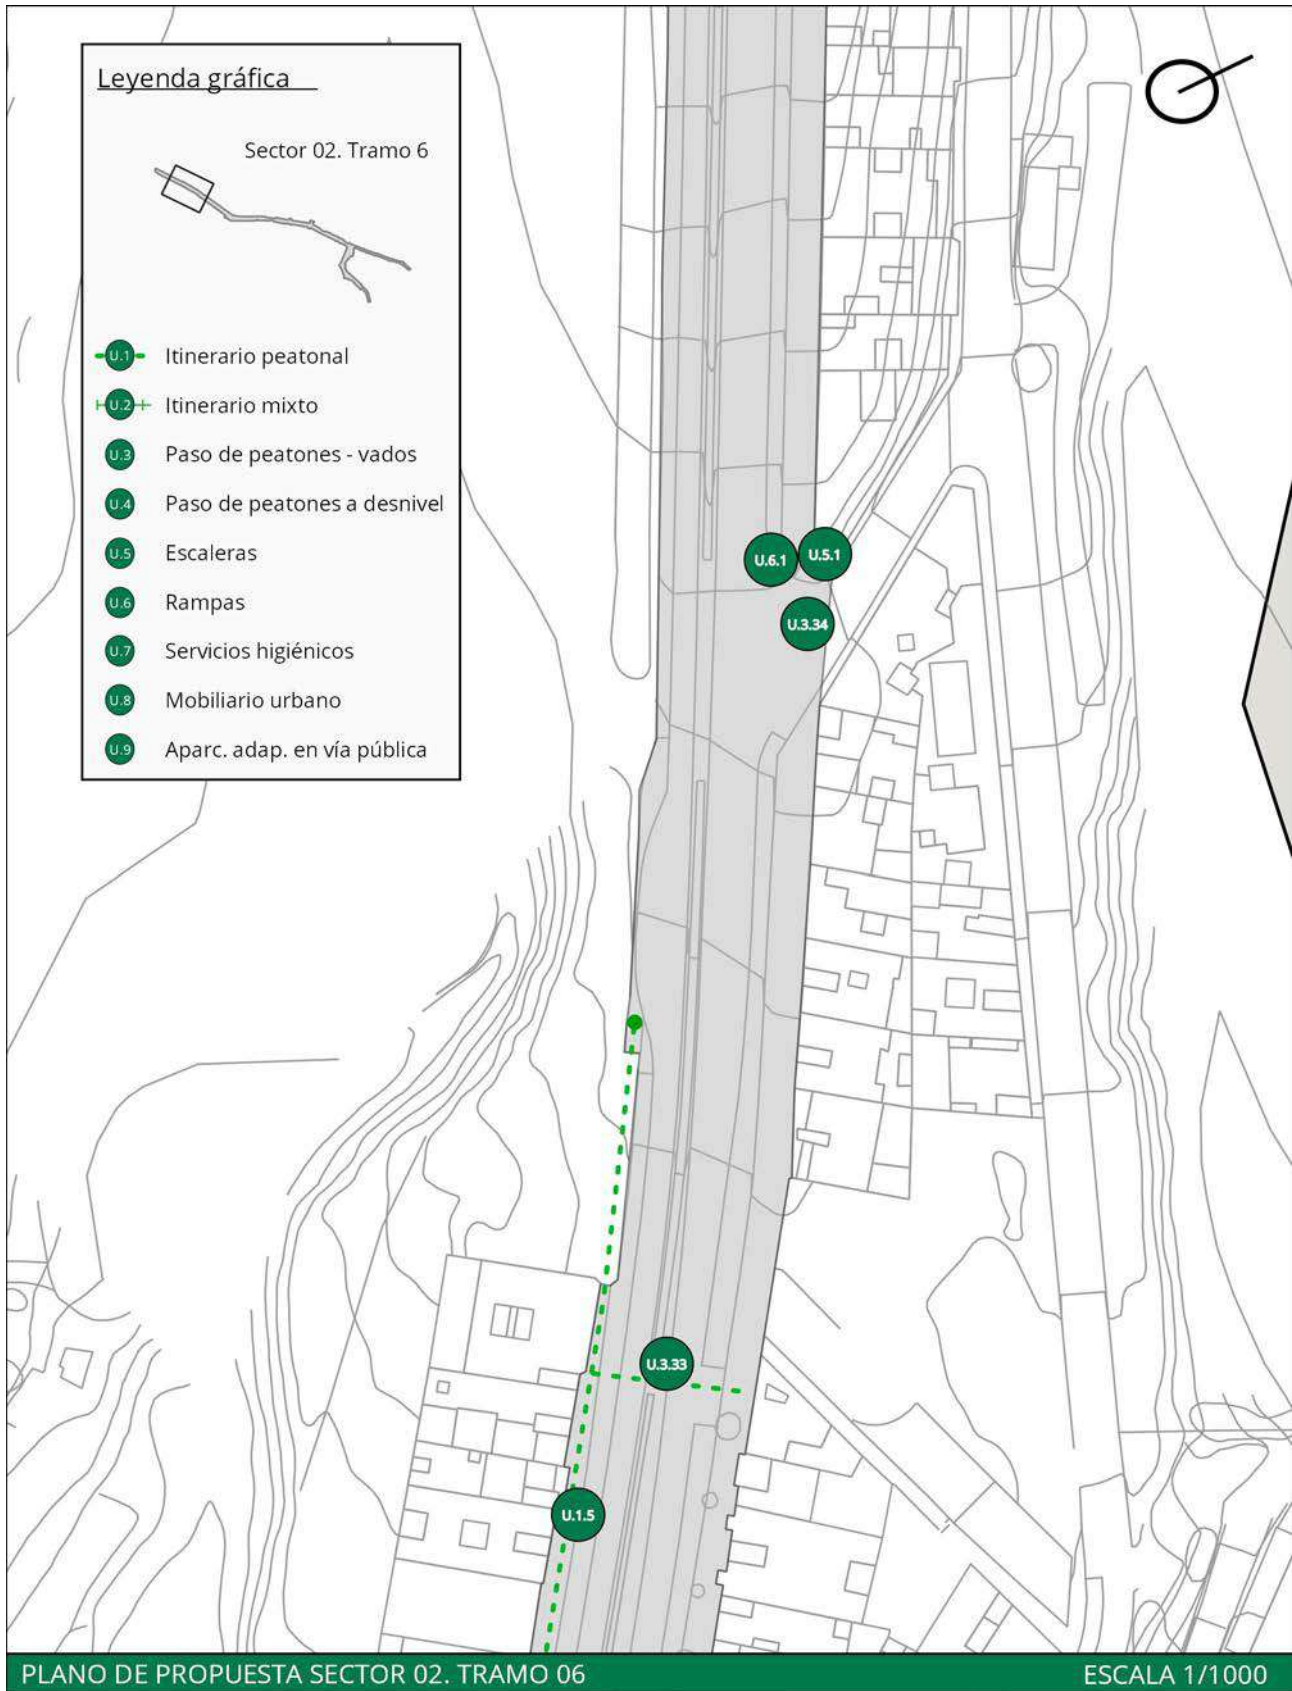 Leyenda gráfica
Sector 02. Tramo 6
U.1 Itinerario peatonal
U.2 Itinerario mixto
U.3 Paso de peatones - vados
U.4 Paso de peatones a desnivel
U.5 Escaleras
U.6 Rampas
U.7 Servicios higiénicos
U.8 Mobiliario urbano
U.9 Aparc. adap. en vía pública
U.6.1
U.5.1
U.3.34
U.3.33
U.1.5
PLANO DE PROPUESTA SECTOR 02. TRAMO 06
ESCALA 1/1000